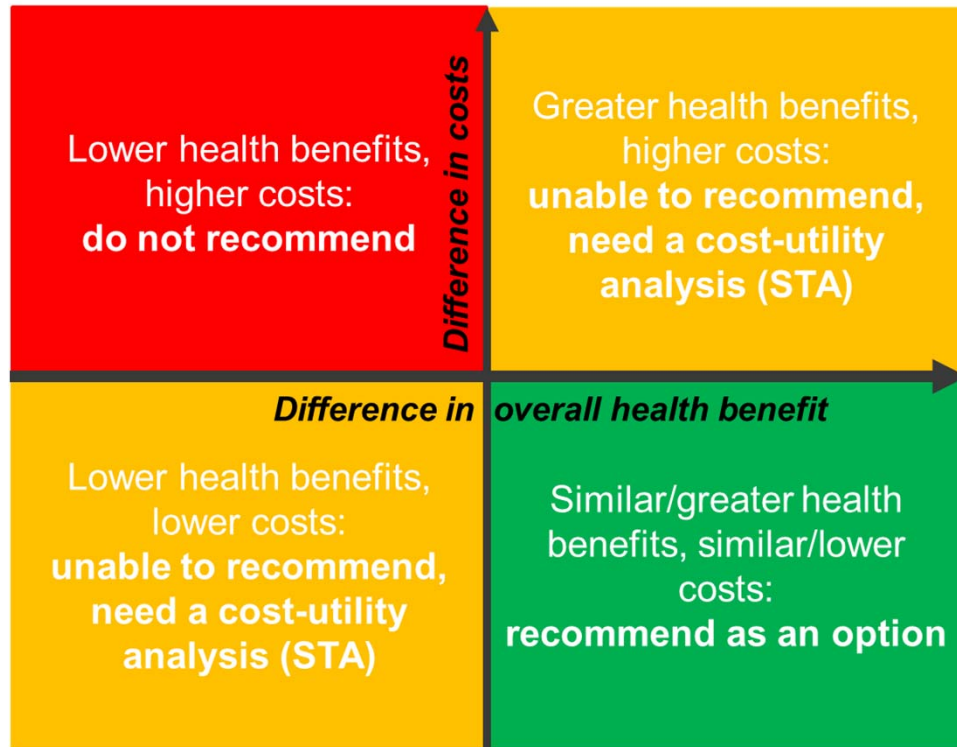 Lower health benefits,
higher costs:
do not recommend
Difference in costs
Greater health benefits,
higher costs:
unable to recommend,
need a cost-utility
analysis (STA)
Difference in overall health benefit
Lower health benefits,
lower costs:
unable to recommend,
need a cost-utility
analysis (STA)
Similar/greater health
benefits, similar/lower
costs:
recommend as an option